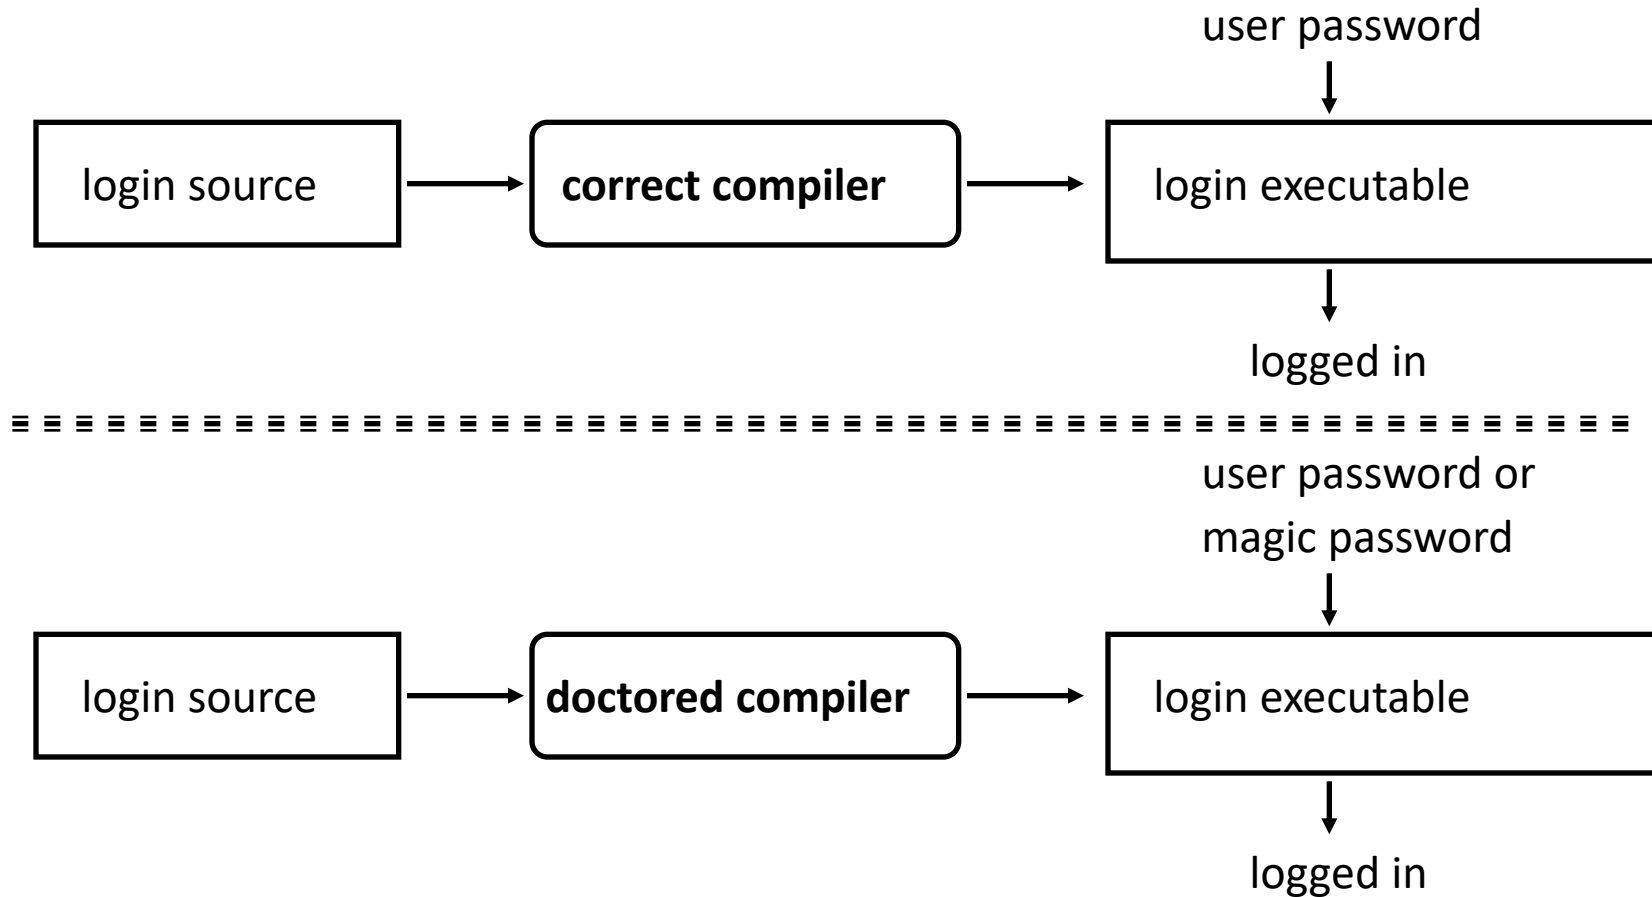 user password
login source
correct compiler
login executable
logged in
user password or
magic password
login source
doctored compiler
login executable
logged in